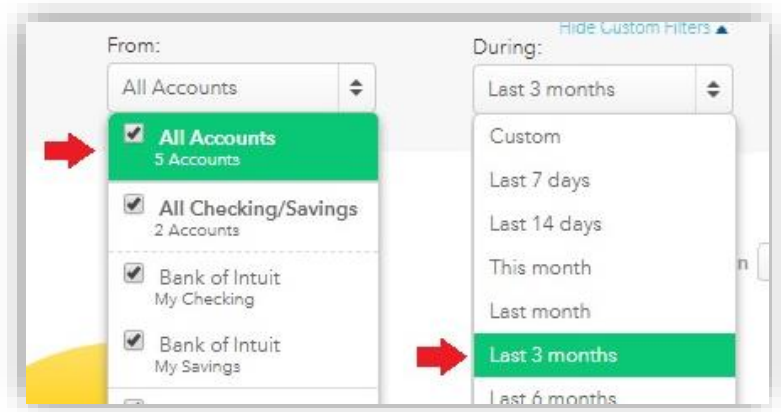 Hide Custom Filters ▲
From:
All Accounts
All Accounts
5 Accounts
All Checking/Savings
2 Accounts
Bank of Intuit
My Checking
Bank of Intuit
My Savings
During:
Last 3 months
Custom
Last 7 days
Last 14 days
This month
Last month
Last 3 months
Last 6 months
n